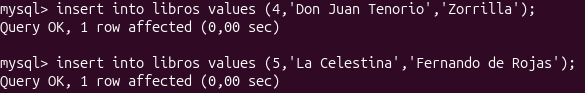 mysql> insert into libros values (4,'Don Juan Tenorio','Zorrilla');
Query OK, 1 row affected (0,00 sec)
mysql> insert into libros values (5,'La Celestina','Fernando de Rojas');
Query OK, 1 row affected (0,00 sec)